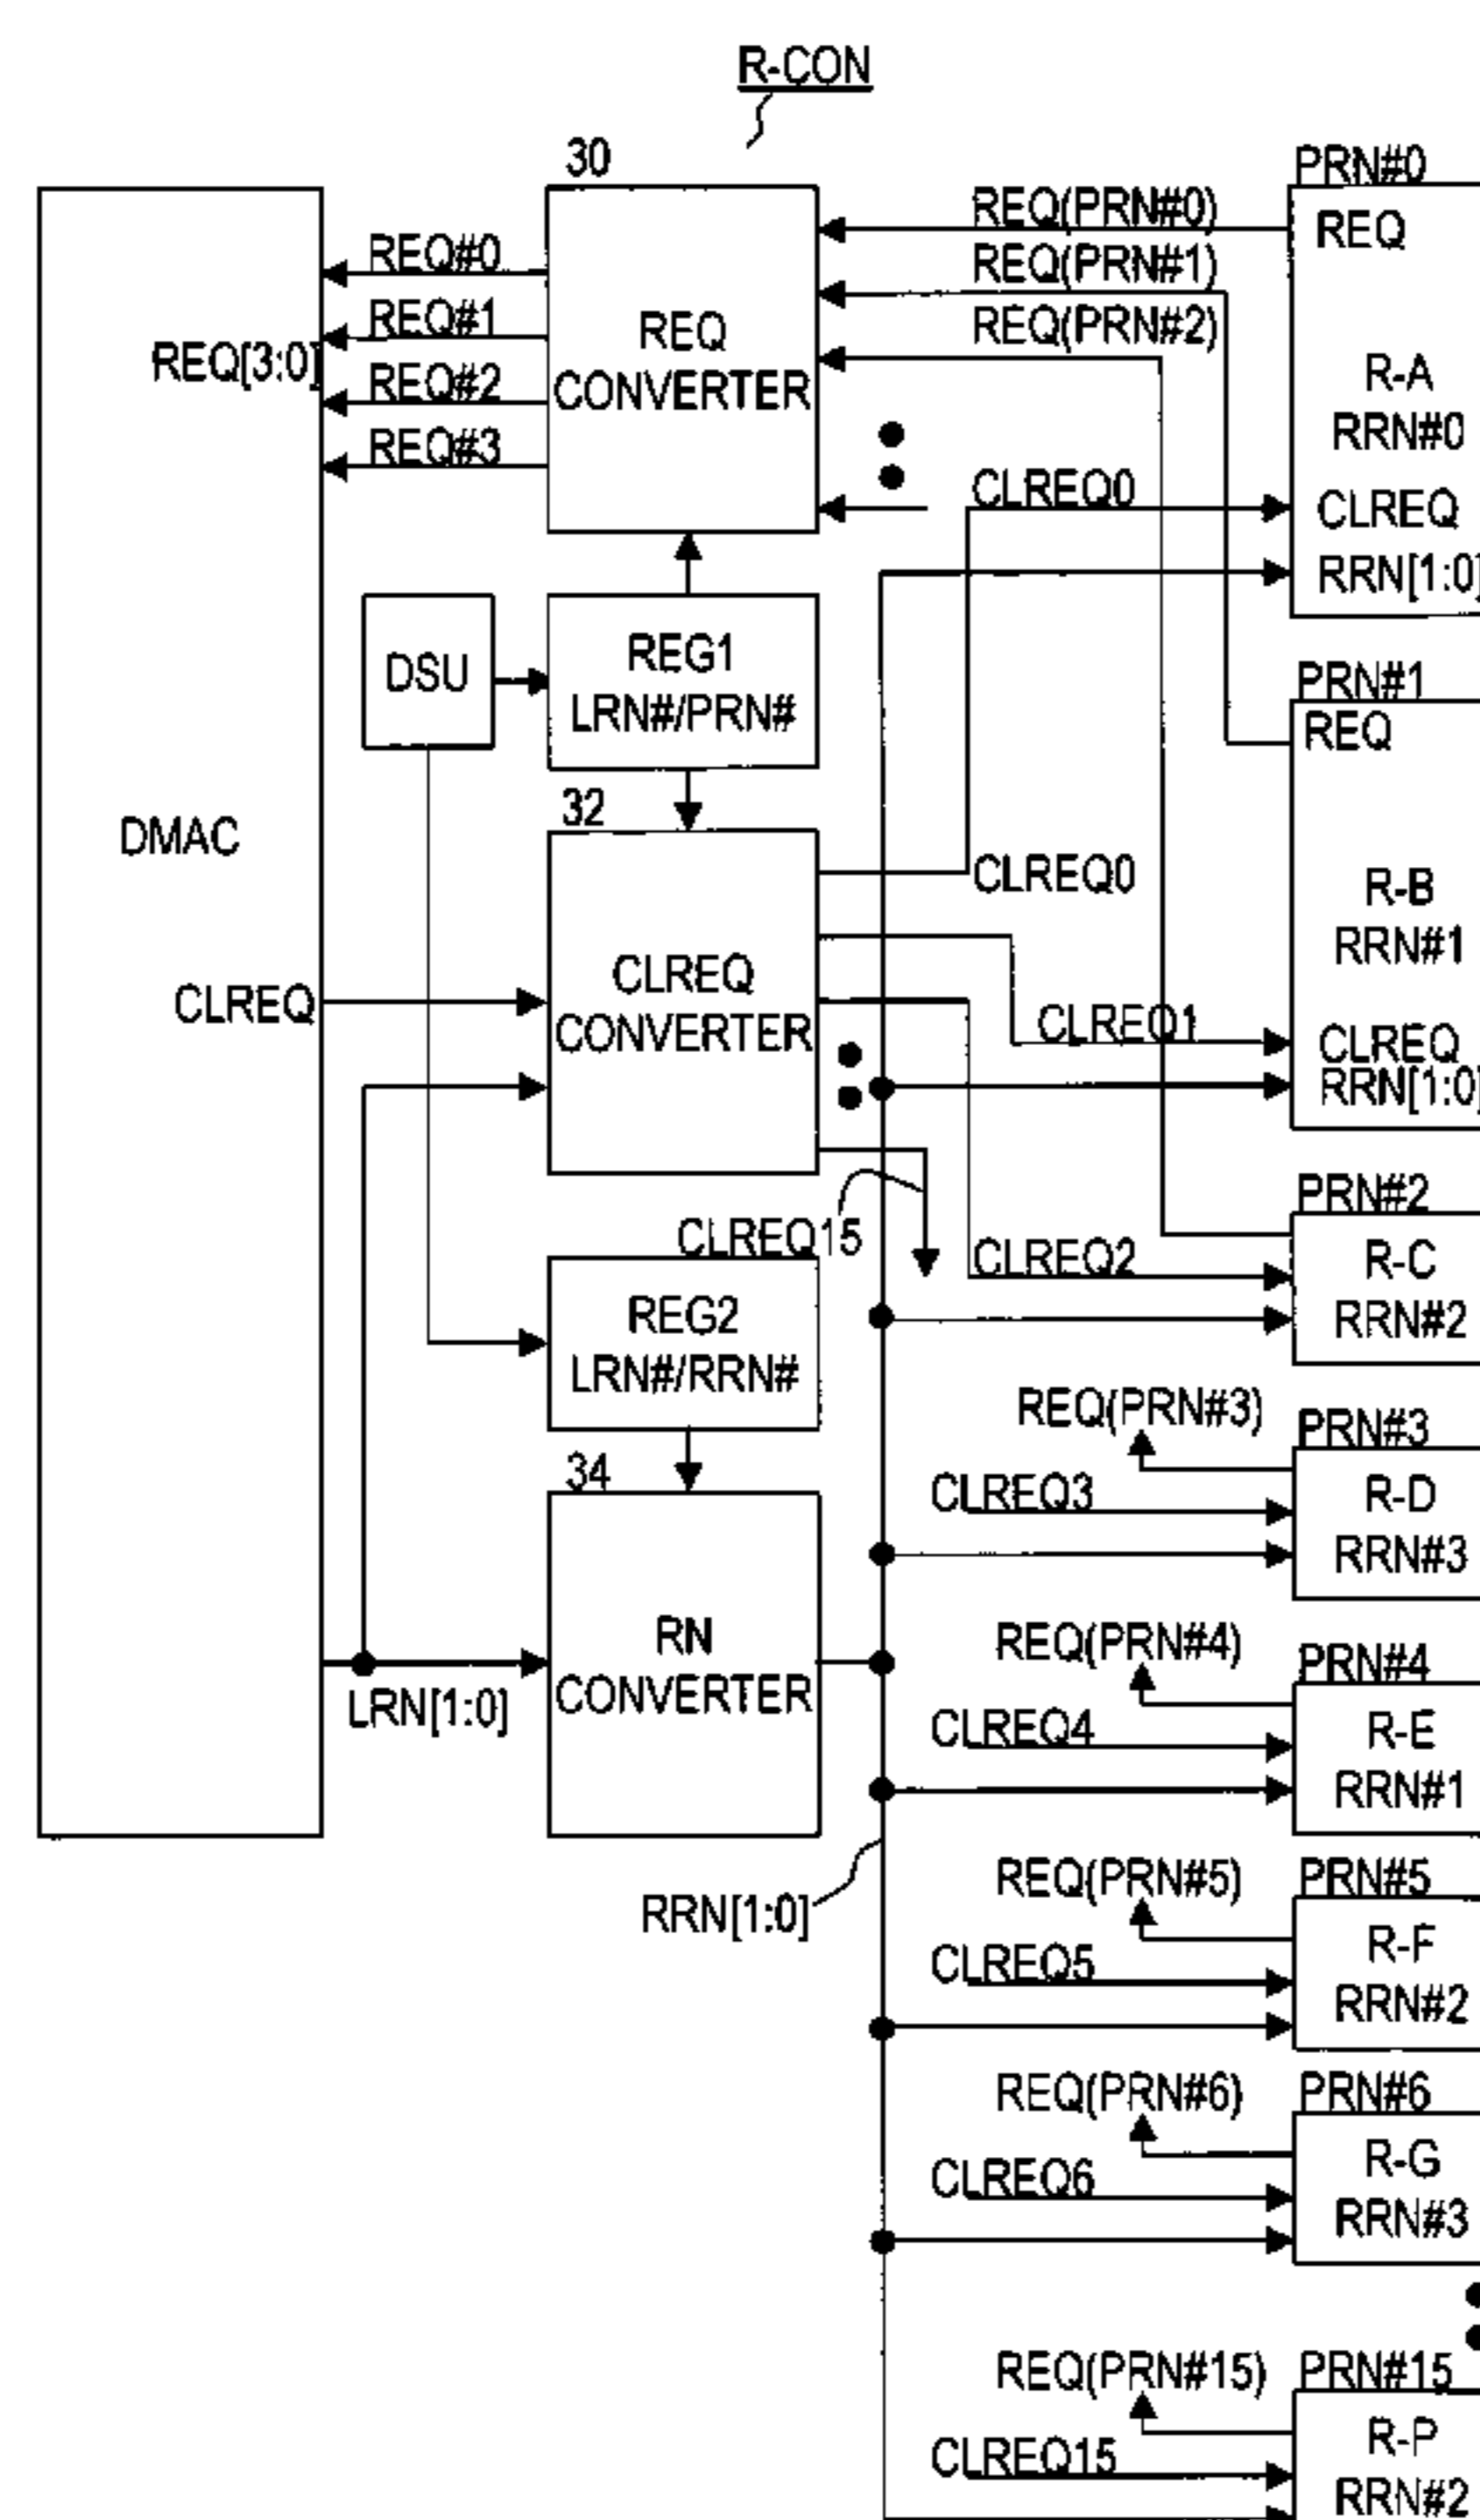 R-CON
30
PRN#0
REQ(PRN#0)
REQ
REQ#0
REQ(PRN#1)
REQ#1
REQ
CONVERTER
REQ(PRN#2)
REQ[3:0]
REQ#2
R-A
RRN#0
REQ#3
CLREQ0
CLREQ
RRN[1:0]
DSU
REG1
LRN#/PRN#
PRN#1
REQ
32
DMAC
CLREQ0
R-B
RRN#1
CLREQ
CLREQ
CONVERTER
CLREQ1
CLREQ
RRN[1:0]
PRN#2
CLREQ15
CLREQ2
R-C
RRN#2
REG2
LRN#/RRN#
REQ(PRN#3)
PRN#3
34
CLREQ3
R-D
RRN#3
RN
CONVERTER
LRN[1:0]
REQ(PRN#4)
PRN#4
CLREQ4
R-E
RRN#1
RRN[1:0]
REQ(PRN#5)
PRN#5
CLREQ5
R-F
RRN#2
REQ(PRN#6)
PRN#6
CLREQ6
R-G
RRN#3
REQ(PRN#15)
PRN#15
CLREQ15
R-P
RRN#2